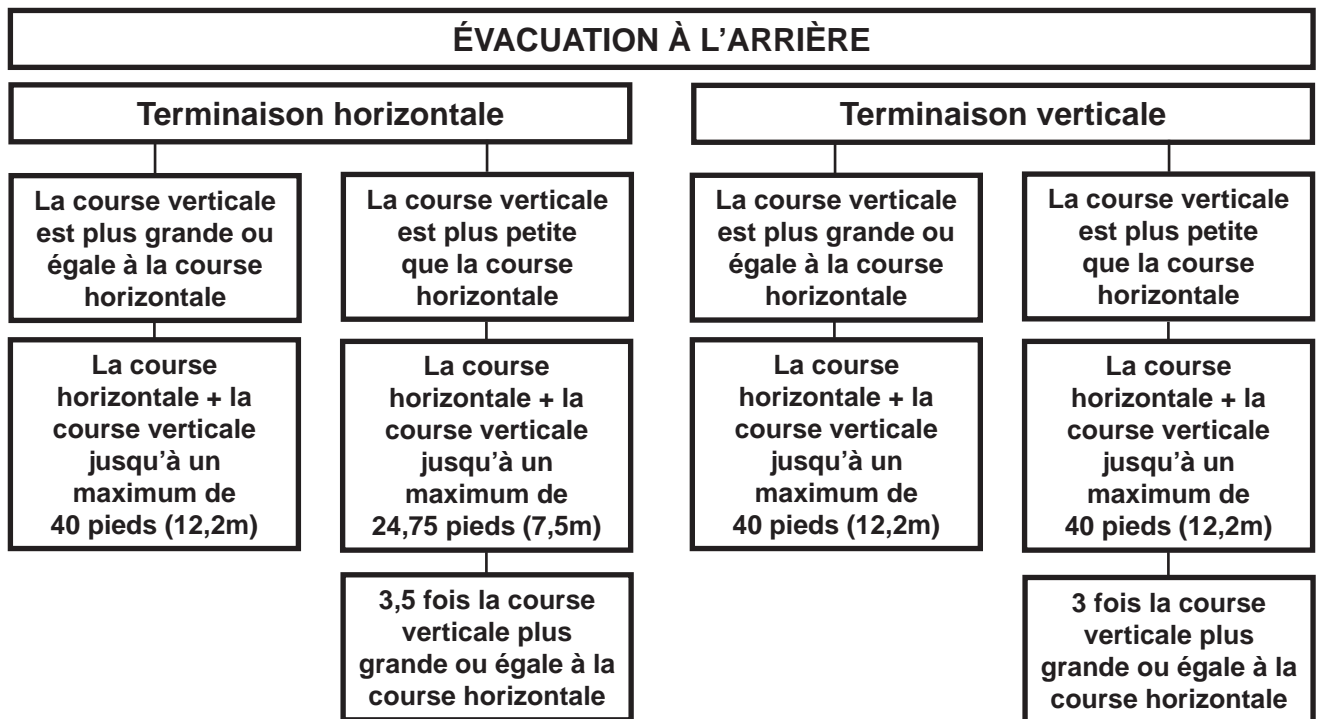 ÉVACUATION À L'ARRIÈRE
Terminaison horizontale
La course verticale
est plus grande ou
égale à la course
horizontale
La course
horizontale + la
course verticale
jusqu'à un
maximum de
40 pieds (12,2m)
La course verticale
est plus petite
que la course
horizontale
La course
horizontale + la
course verticale
jusqu'à un
maximum de
24,75 pieds (7,5m)
3,5 fois la course
verticale plus
grande ou égale à la
course horizontale
Terminaison verticale
La course verticale
est plus grande ou
égale à la course
horizontale
La course
horizontale + la
course verticale
jusqu'à un
maximum de
40 pieds (12,2m)
La course verticale
est plus petite
que la course
horizontale
La course
horizontale + la
course verticale
jusqu'à un
maximum de
40 pieds (12,2m)
3 fois la course
verticale plus
grande ou égale à la
course horizontale